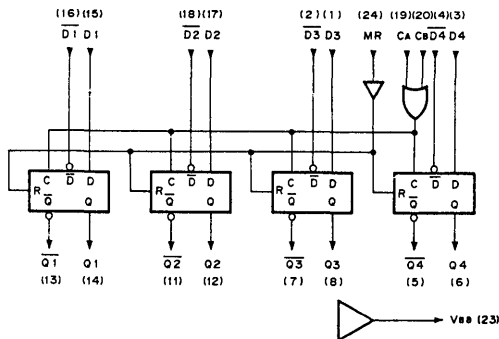 (16) (15) (18) (17) (2) (1) (24) (19) (20) (4) (3)
D1 D1 D2 D2 D3 D3 MR CA CB D4 D4
C D D C D D C D D C D D
R Q Q R Q Q R Q Q R Q Q
Q1 Q1 Q2 Q2 Q3 Q3 Q4 Q4
(13) (14) (11) (12) (7) (8) (5) (6)
VBB (23)